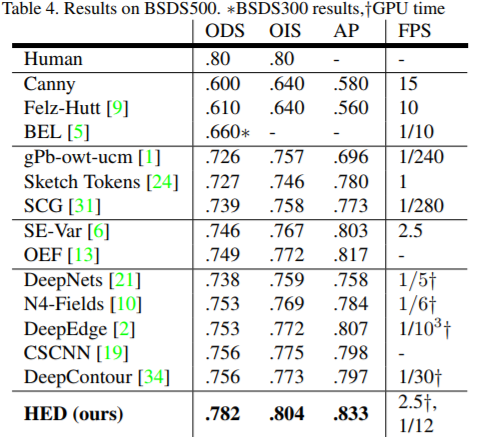 Table 4. Results on BSDS500. ∗BSDS300 results,†GPU time
ODS OIS AP FPS
Human .80 .80 - -
Canny .600 .640 .580 15
Felz-Hutt [9] .610 .640 .560 10
BEL [5] .660∗ - - 1/10
gPb-owt-ucm [1] .726 .757 .696 1/240
Sketch Tokens [24] .727 .746 .780 1
SCG [31] .739 .758 .773 1/280
SE-Var [6] .746 .767 .803 2.5
OEF [13] .749 .772 .817 -
DeepNets [21] .738 .759 .758 1/5†
N4-Fields [10] .753 .769 .784 1/6†
DeepEdge [2] .753 .772 .807 1/10³†
CSCNN [19] .756 .775 .798 -
DeepContour [34] .756 .773 .797 1/30†
HED (ours) .782 .804 .833 2.5†,
1/12